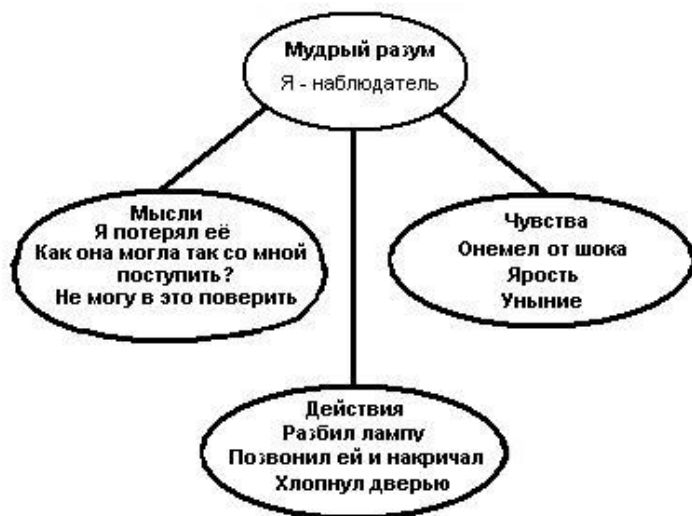 Мудрый разум
Я - наблюдатель
Мысли
Я потерял её
Как она могла так со мной
поступить?
Не могу в это поверить
Чувства
Онемел от шока
Ярость
Уныние
Действия
Разбил лампу
Позвонил ей и накричал
Хлопнул дверью